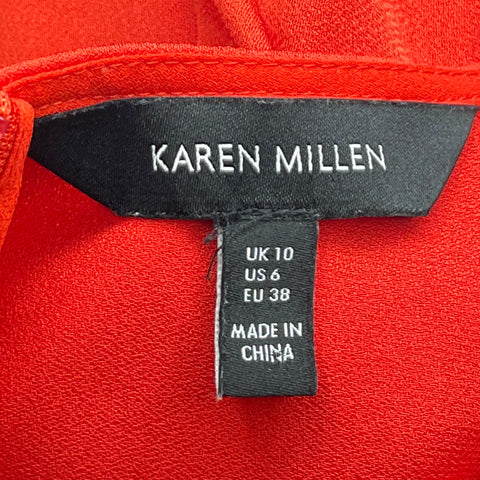 KAREN MILLEN
UK 10
US 6
EU 38
MADE IN
CHINA